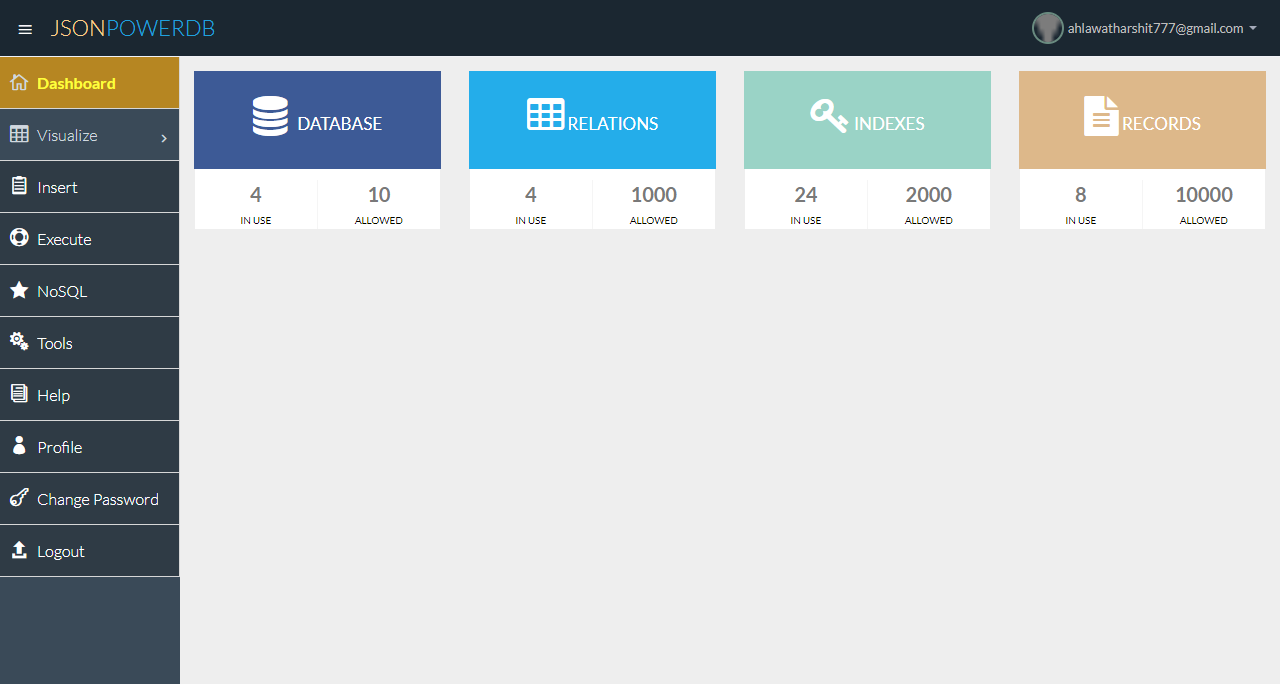 JSONPOWERDB
ahlawatharshit777@gmail.com
Dashboard
Visualize
Insert
Execute
NoSQL
Tools
Help
Profile
Change Password
Logout
DATABASE
4 10
IN USE ALLOWED
RELATIONS
4 1000
IN USE ALLOWED
INDEXES
24 2000
IN USE ALLOWED
RECORDS
8 10000
IN USE ALLOWED